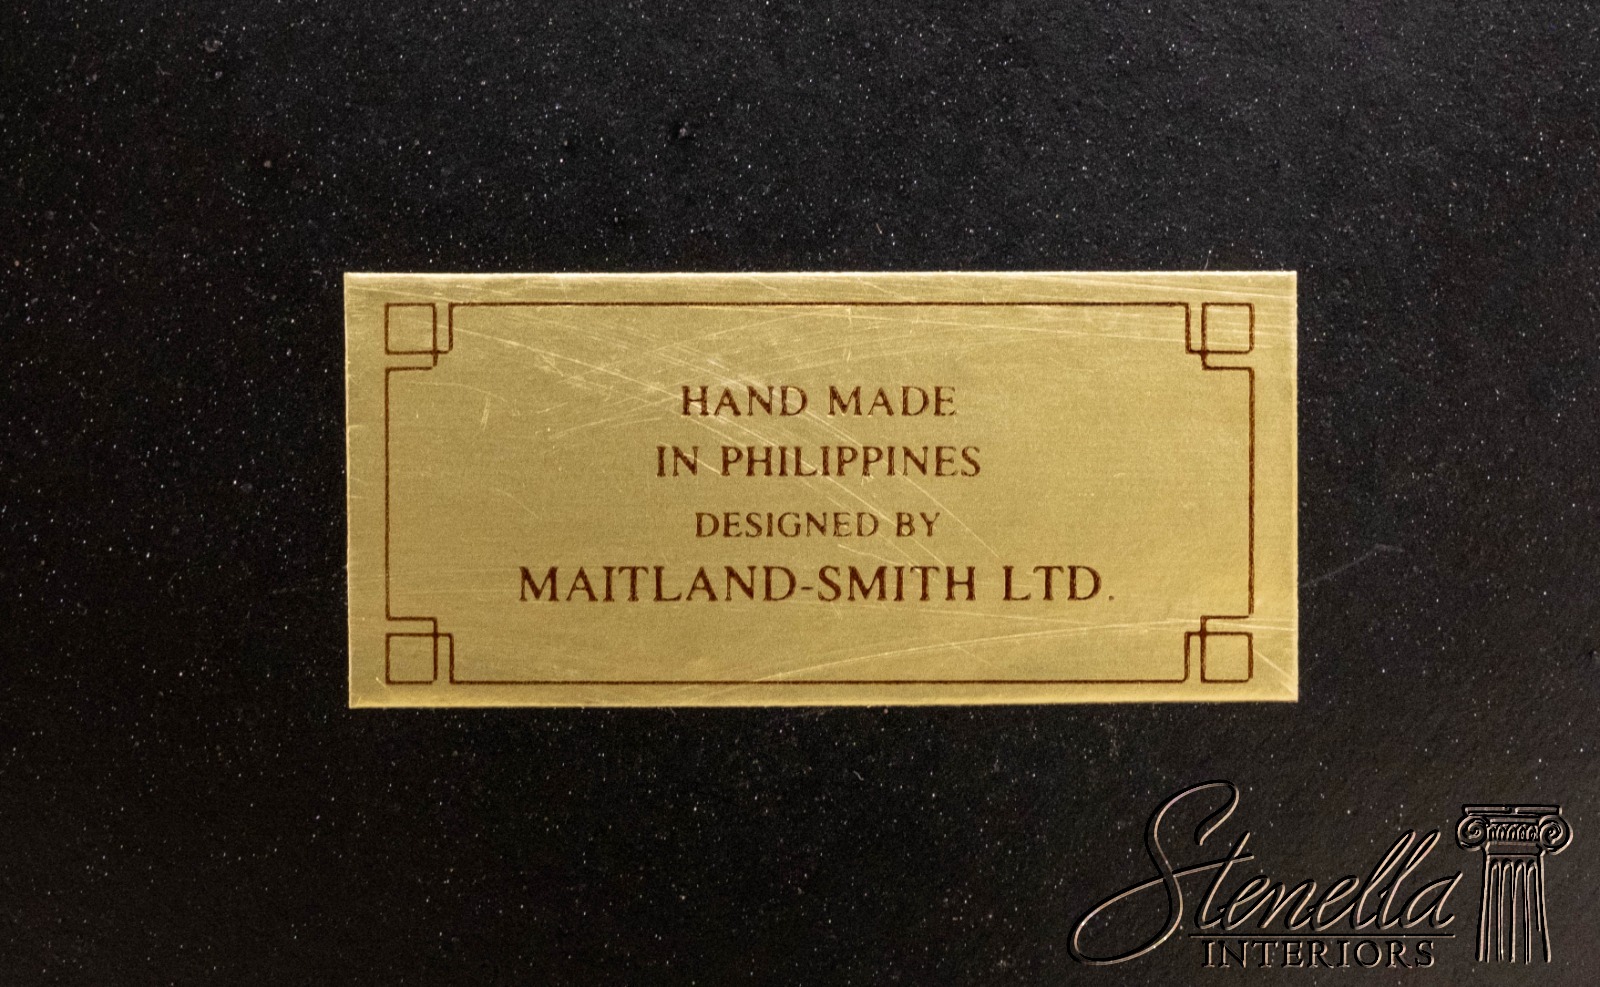 HAND MADE
IN PHILIPPINES
DESIGNED BY
MAITLAND-SMITH LTD.
Stenella
INTERIORS